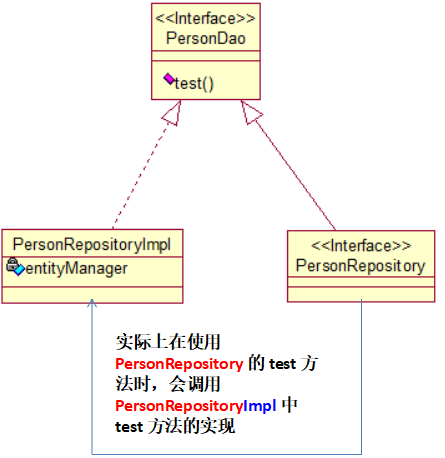 <<Interface>>
PersonDao
test()
PersonRepositoryImpl
entityManager
<<Interface>>
PersonRepository
实际上在使用
PersonRepository 的 test 方
法时，会调用
PersonRepositoryImpl 中
test 方法的实现